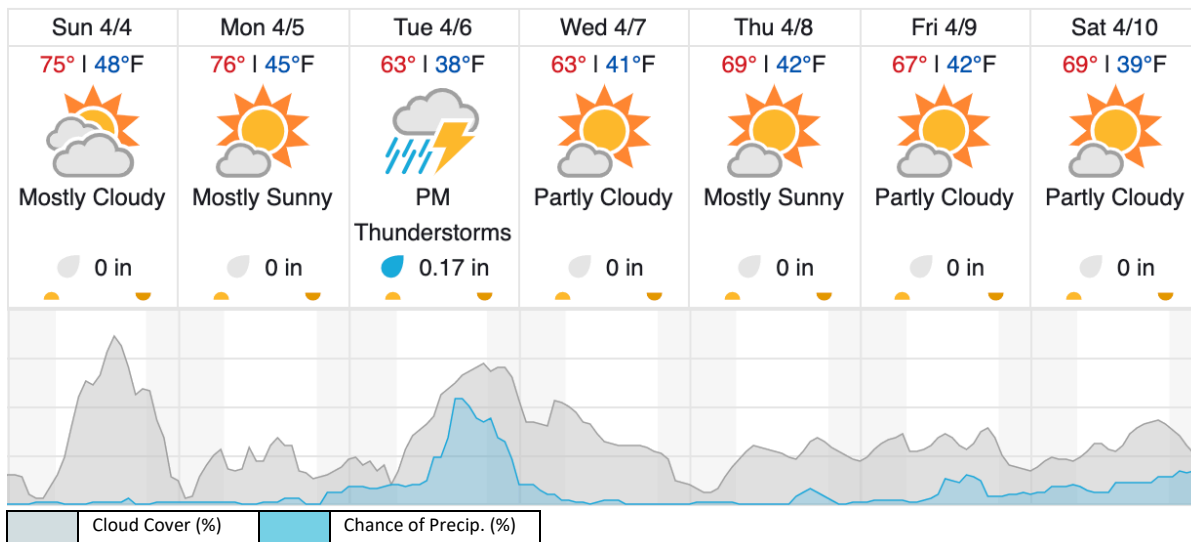 Sun 4/4 Mon 4/5 Tue 4/6 Wed 4/7 Thu 4/8 Fri 4/9 Sat 4/10
75° | 48°F 76° | 45°F 63° | 38°F 63° | 41°F 69° | 42°F 67° | 42°F 69° | 39°F
Mostly Cloudy Mostly Sunny PM Partly Cloudy Mostly Sunny Partly Cloudy Partly Cloudy
Thunderstorms
0 in 0 in 0.17 in 0 in 0 in 0 in 0 in
Cloud Cover (%) Chance of Precip. (%)